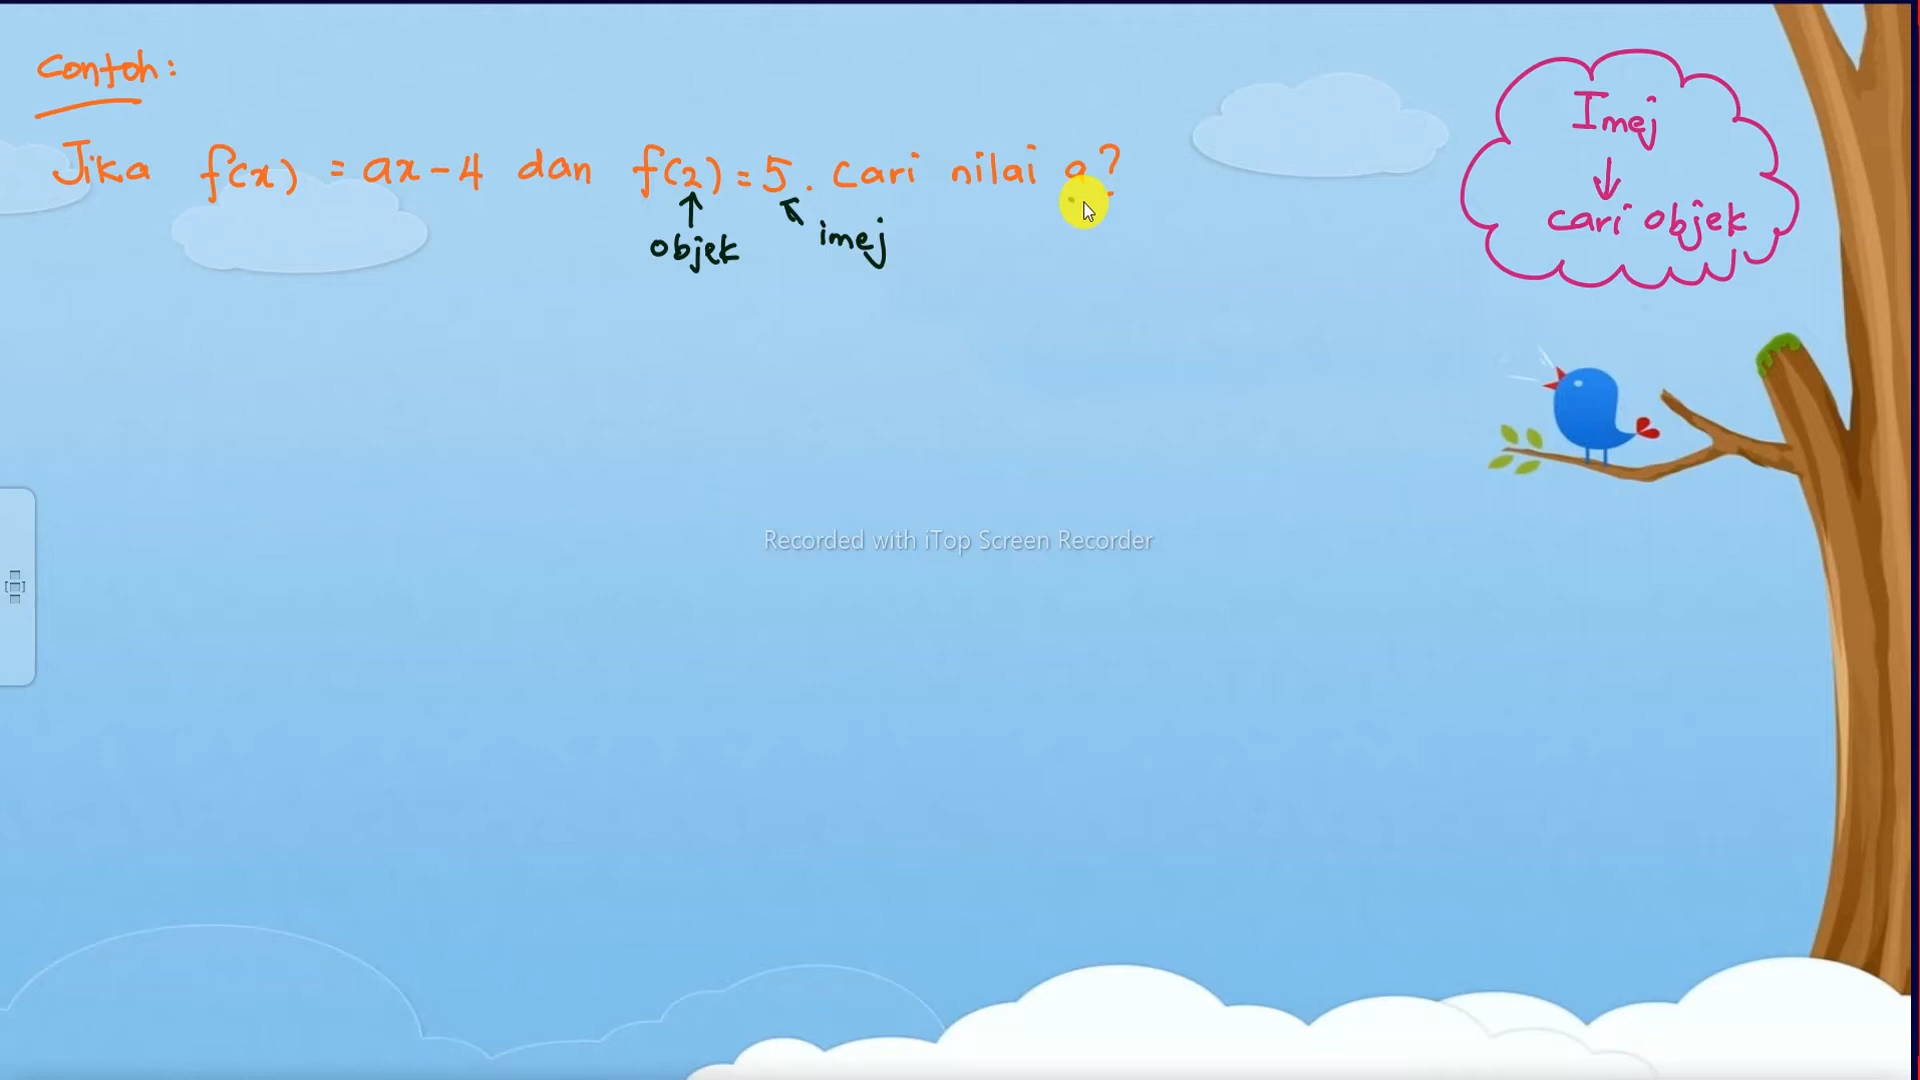 Contoh:
Jika f(x) = ax - 4 dan f(2) = 5. Cari nilai a?
objek
imej
Imej
↓
cari objek
Recorded with iTop Screen Recorder